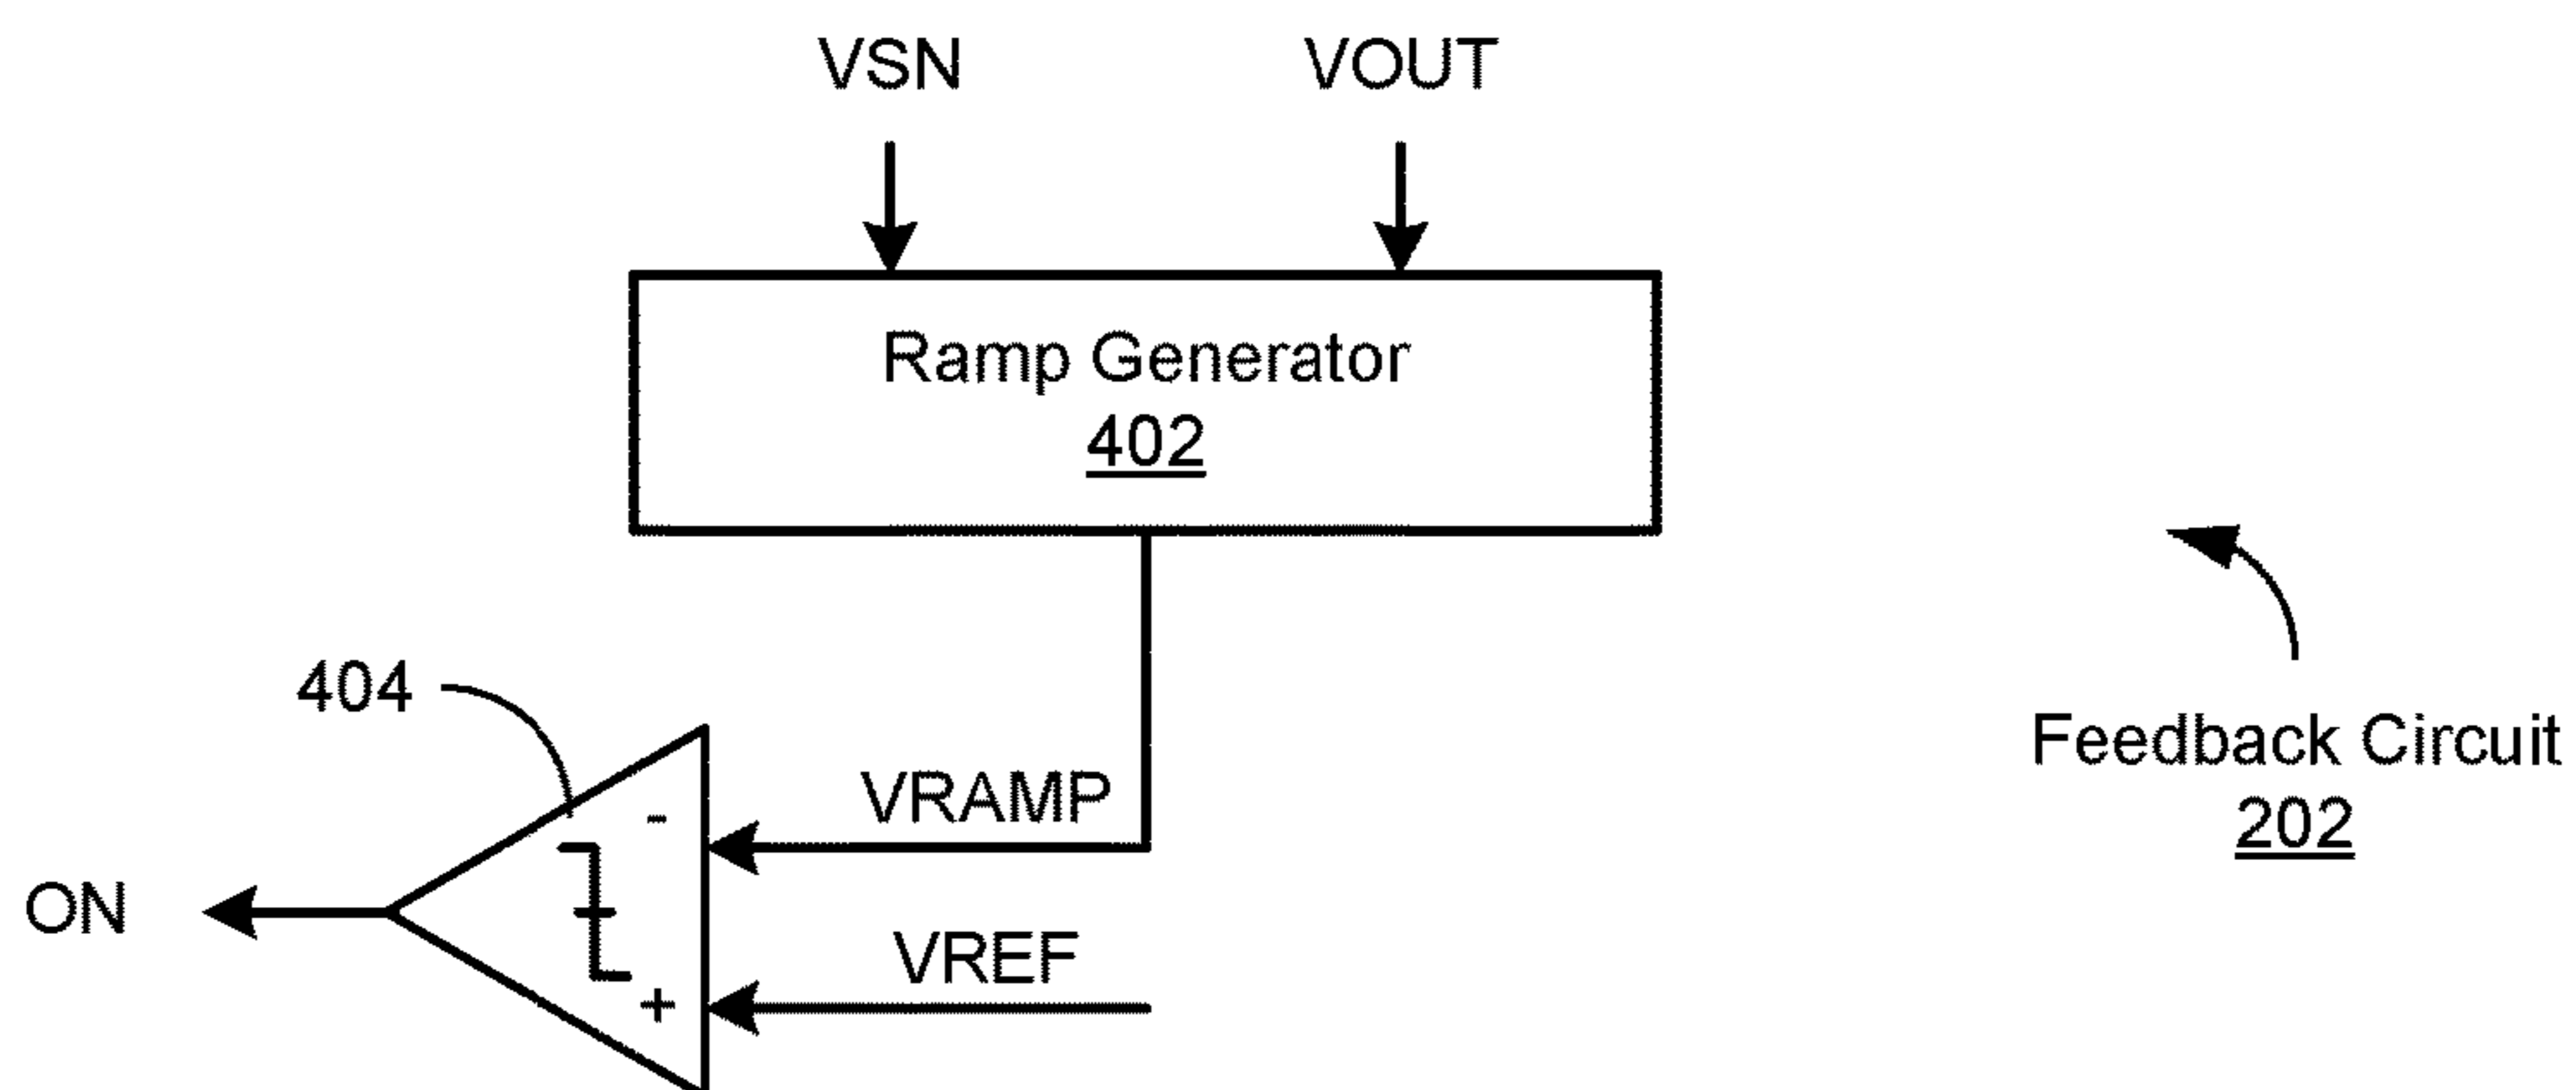 VSN VOUT
Ramp Generator
402
404
VRAMP
-
Feedback Circuit
202
ON
VREF
+